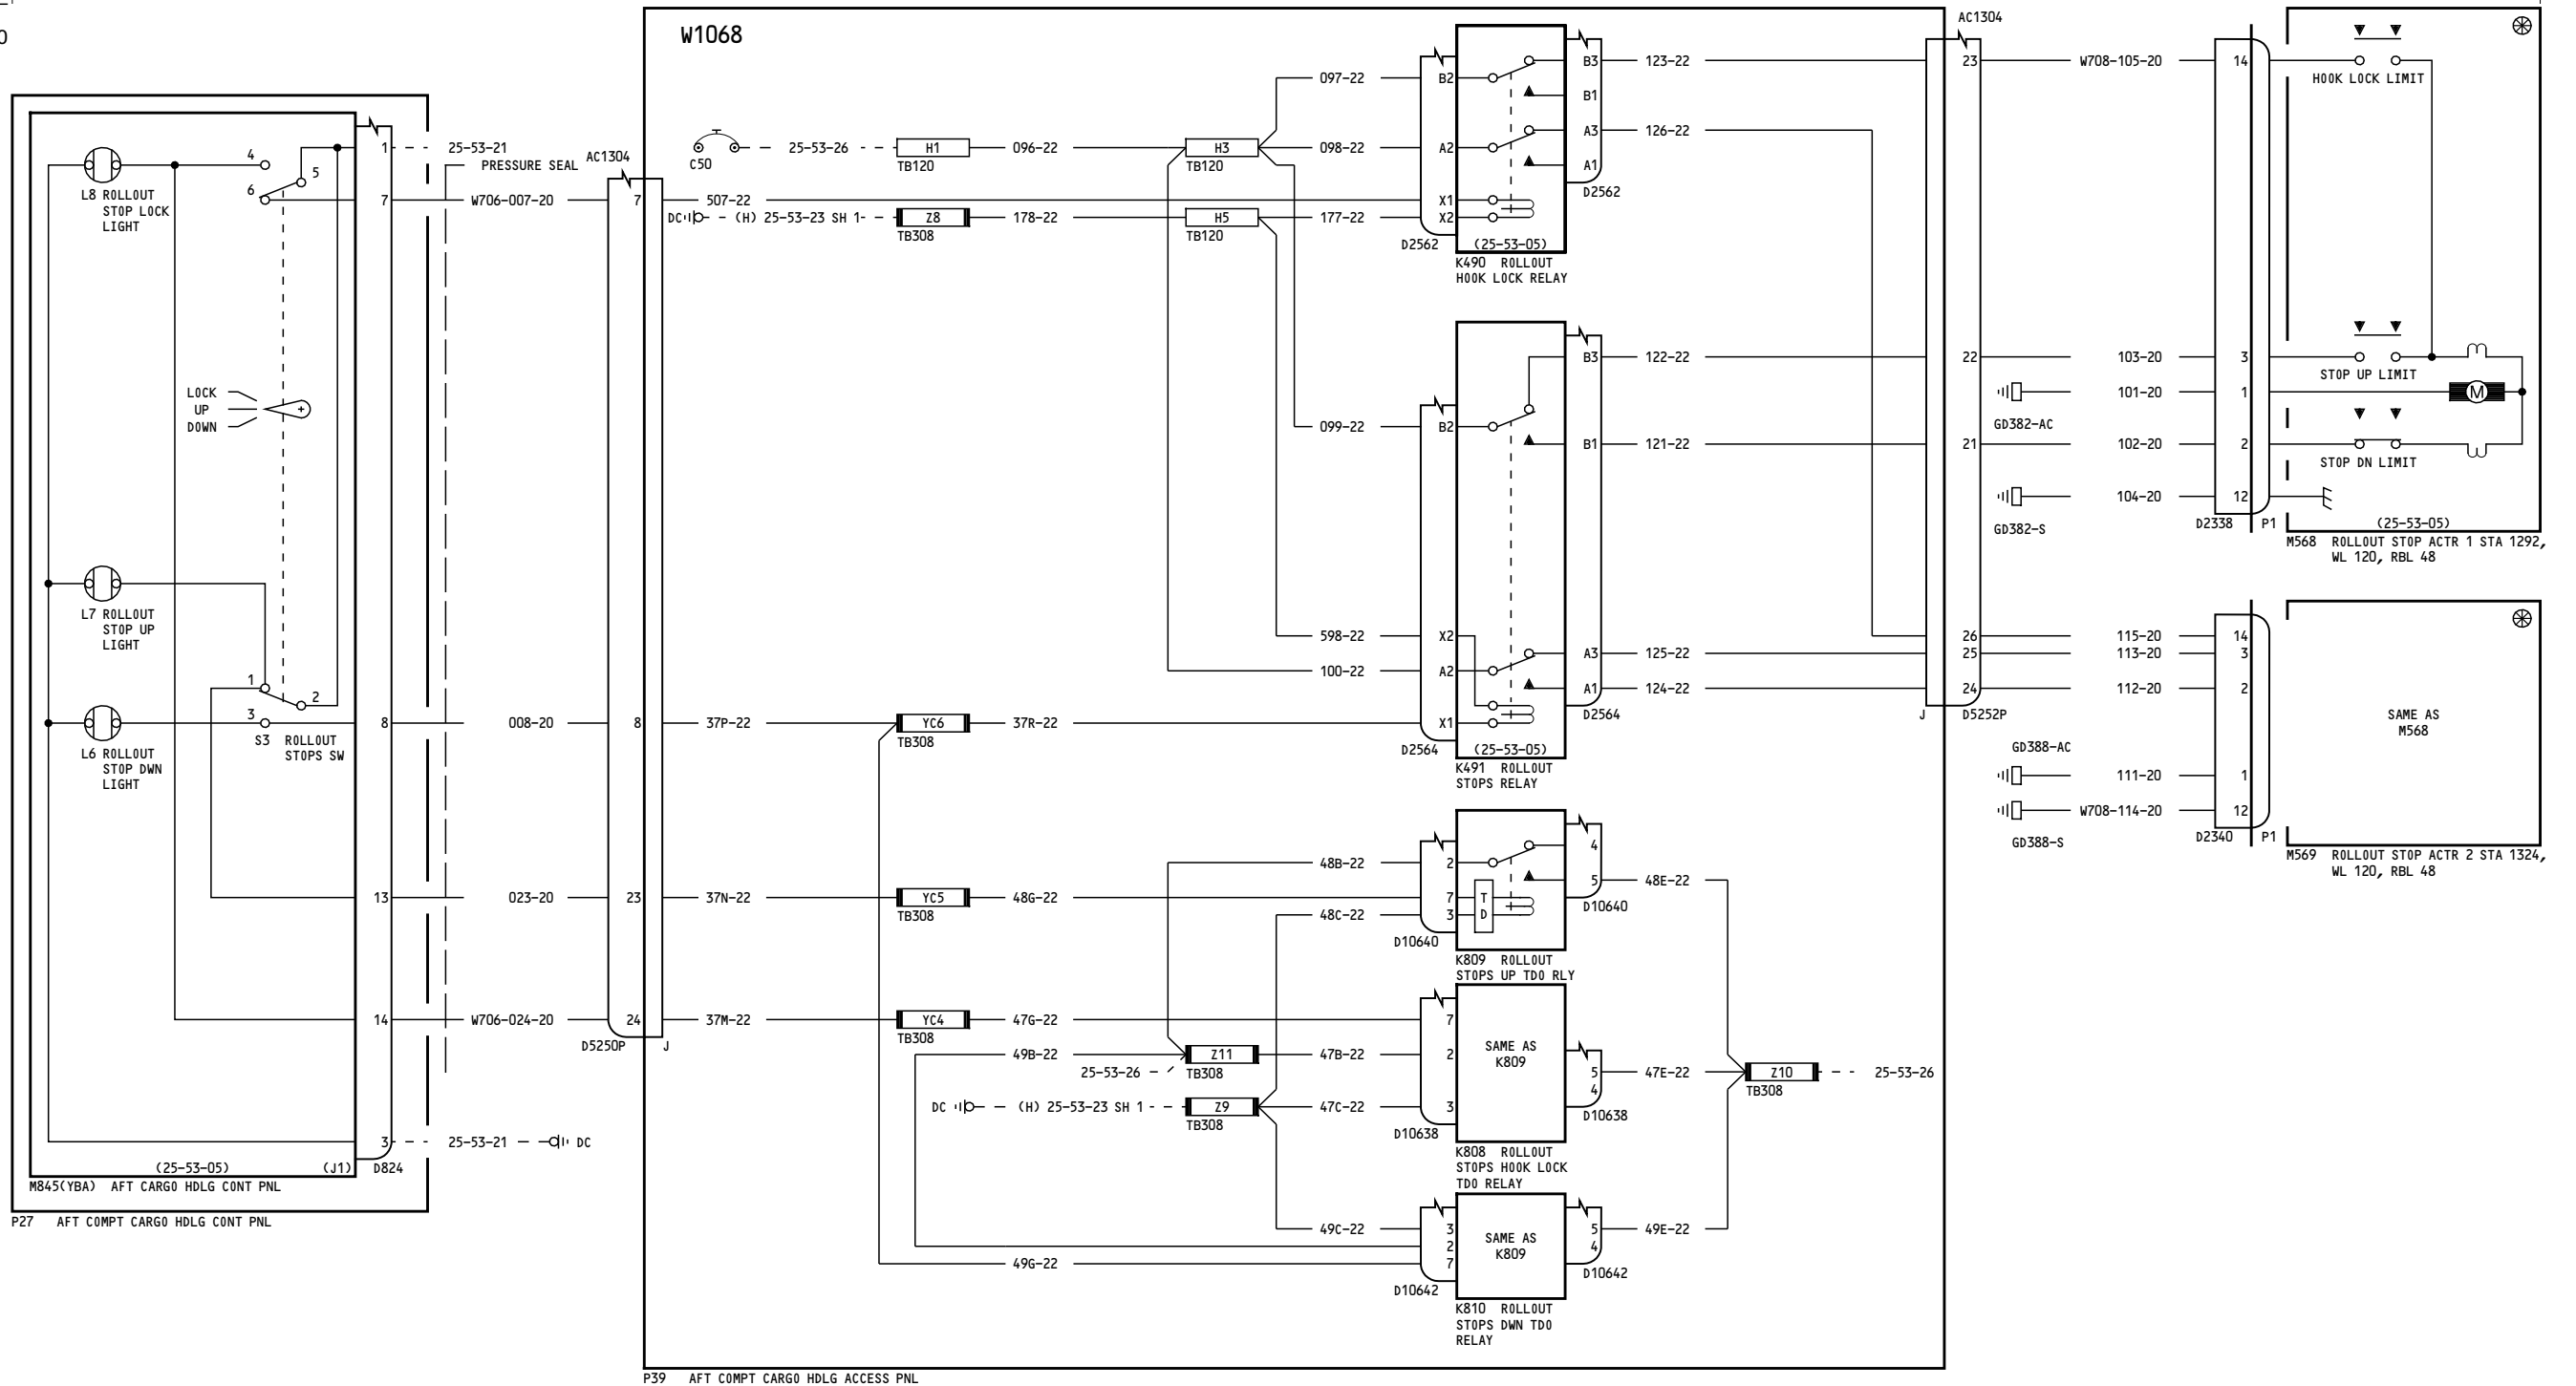 0
W1068
AC1304
L8 ROLLOUT
STOP LOCK
LIGHT
4
5
6
1
25-53-21
PRESSURE SEAL
AC1304
7
W706-007-20
7
507-22
C50
25-53-26
H1
TB120
096-22
H3
TB120
097-22
098-22
DC
(H) 25-53-23 SH 1
Z8
TB308
178-22
H5
TB120
177-22
B2
A2
X1
X2
D2562
(25-53-05)
K490 ROLLOUT
HOOK LOCK RELAY
B3
B1
A3
A1
D2562
123-22
126-22
23
W708-105-20
14
HOOK LOCK LIMIT
LOCK
UP
DOWN
099-22
B2
B3
B1
122-22
121-22
22
21
103-20
101-20
GD382-AC
102-20
104-20
GD382-S
3
1
2
12
D2338
P1
STOP UP LIMIT
M
STOP DN LIMIT
(25-53-05)
M568 ROLLOUT STOP ACTR 1 STA 1292,
WL 120, RBL 48
L7 ROLLOUT
STOP UP
LIGHT
598-22
100-22
X2
A2
X1
D2564
(25-53-05)
K491 ROLLOUT
STOPS RELAY
A3
A1
D2564
125-22
124-22
26
25
24
J
D5252P
115-20
113-20
112-20
GD388-AC
111-20
W708-114-20
GD388-S
14
3
2
1
12
D2340
P1
SAME AS
M568
M569 ROLLOUT STOP ACTR 2 STA 1324,
WL 120, RBL 48
1
2
3
S3 ROLLOUT
STOPS SW
L6 ROLLOUT
STOP DWN
LIGHT
8
008-20
8
37P-22
YC6
TB308
37R-22
13
023-20
23
37N-22
YC5
TB308
48G-22
48B-22
48C-22
2
7
3
T
D
D10640
4
5
D10640
48E-22
K809 ROLLOUT
STOPS UP TDO RLY
14
W706-024-20
24
D5250P
J
37M-22
YC4
TB308
47G-22
49B-22
25-53-26
Z11
TB308
47B-22
DC
(H) 25-53-23 SH 1
Z9
TB308
47C-22
7
2
3
D10638
SAME AS
K809
5
4
D10638
47E-22
Z10
TB308
25-53-26
K808 ROLLOUT
STOPS HOOK LOCK
TDO RELAY
3
25-53-21
DC
(25-53-05)
(J1)
D824
M845(YBA) AFT CARGO HDLG CONT PNL
P27 AFT COMPT CARGO HDLG CONT PNL
49C-22
49G-22
3
2
7
D10642
SAME AS
K809
5
4
D10642
49E-22
K810 ROLLOUT
STOPS DWN TDO
RELAY
P39 AFT COMPT CARGO HDLG ACCESS PNL